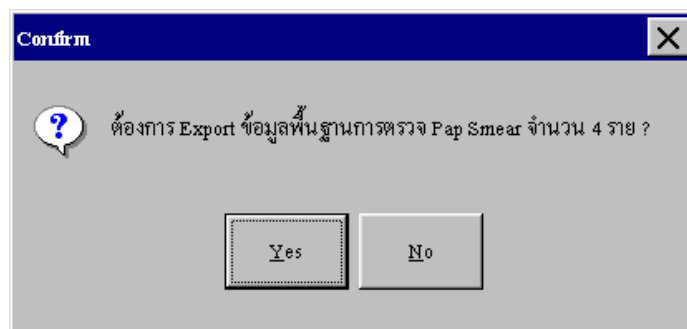 Confirm
ต้องการ Export ข้อมูลพื้นฐานการตรวจ Pap Smear จำนวน 4 ราย ?
Yes
No